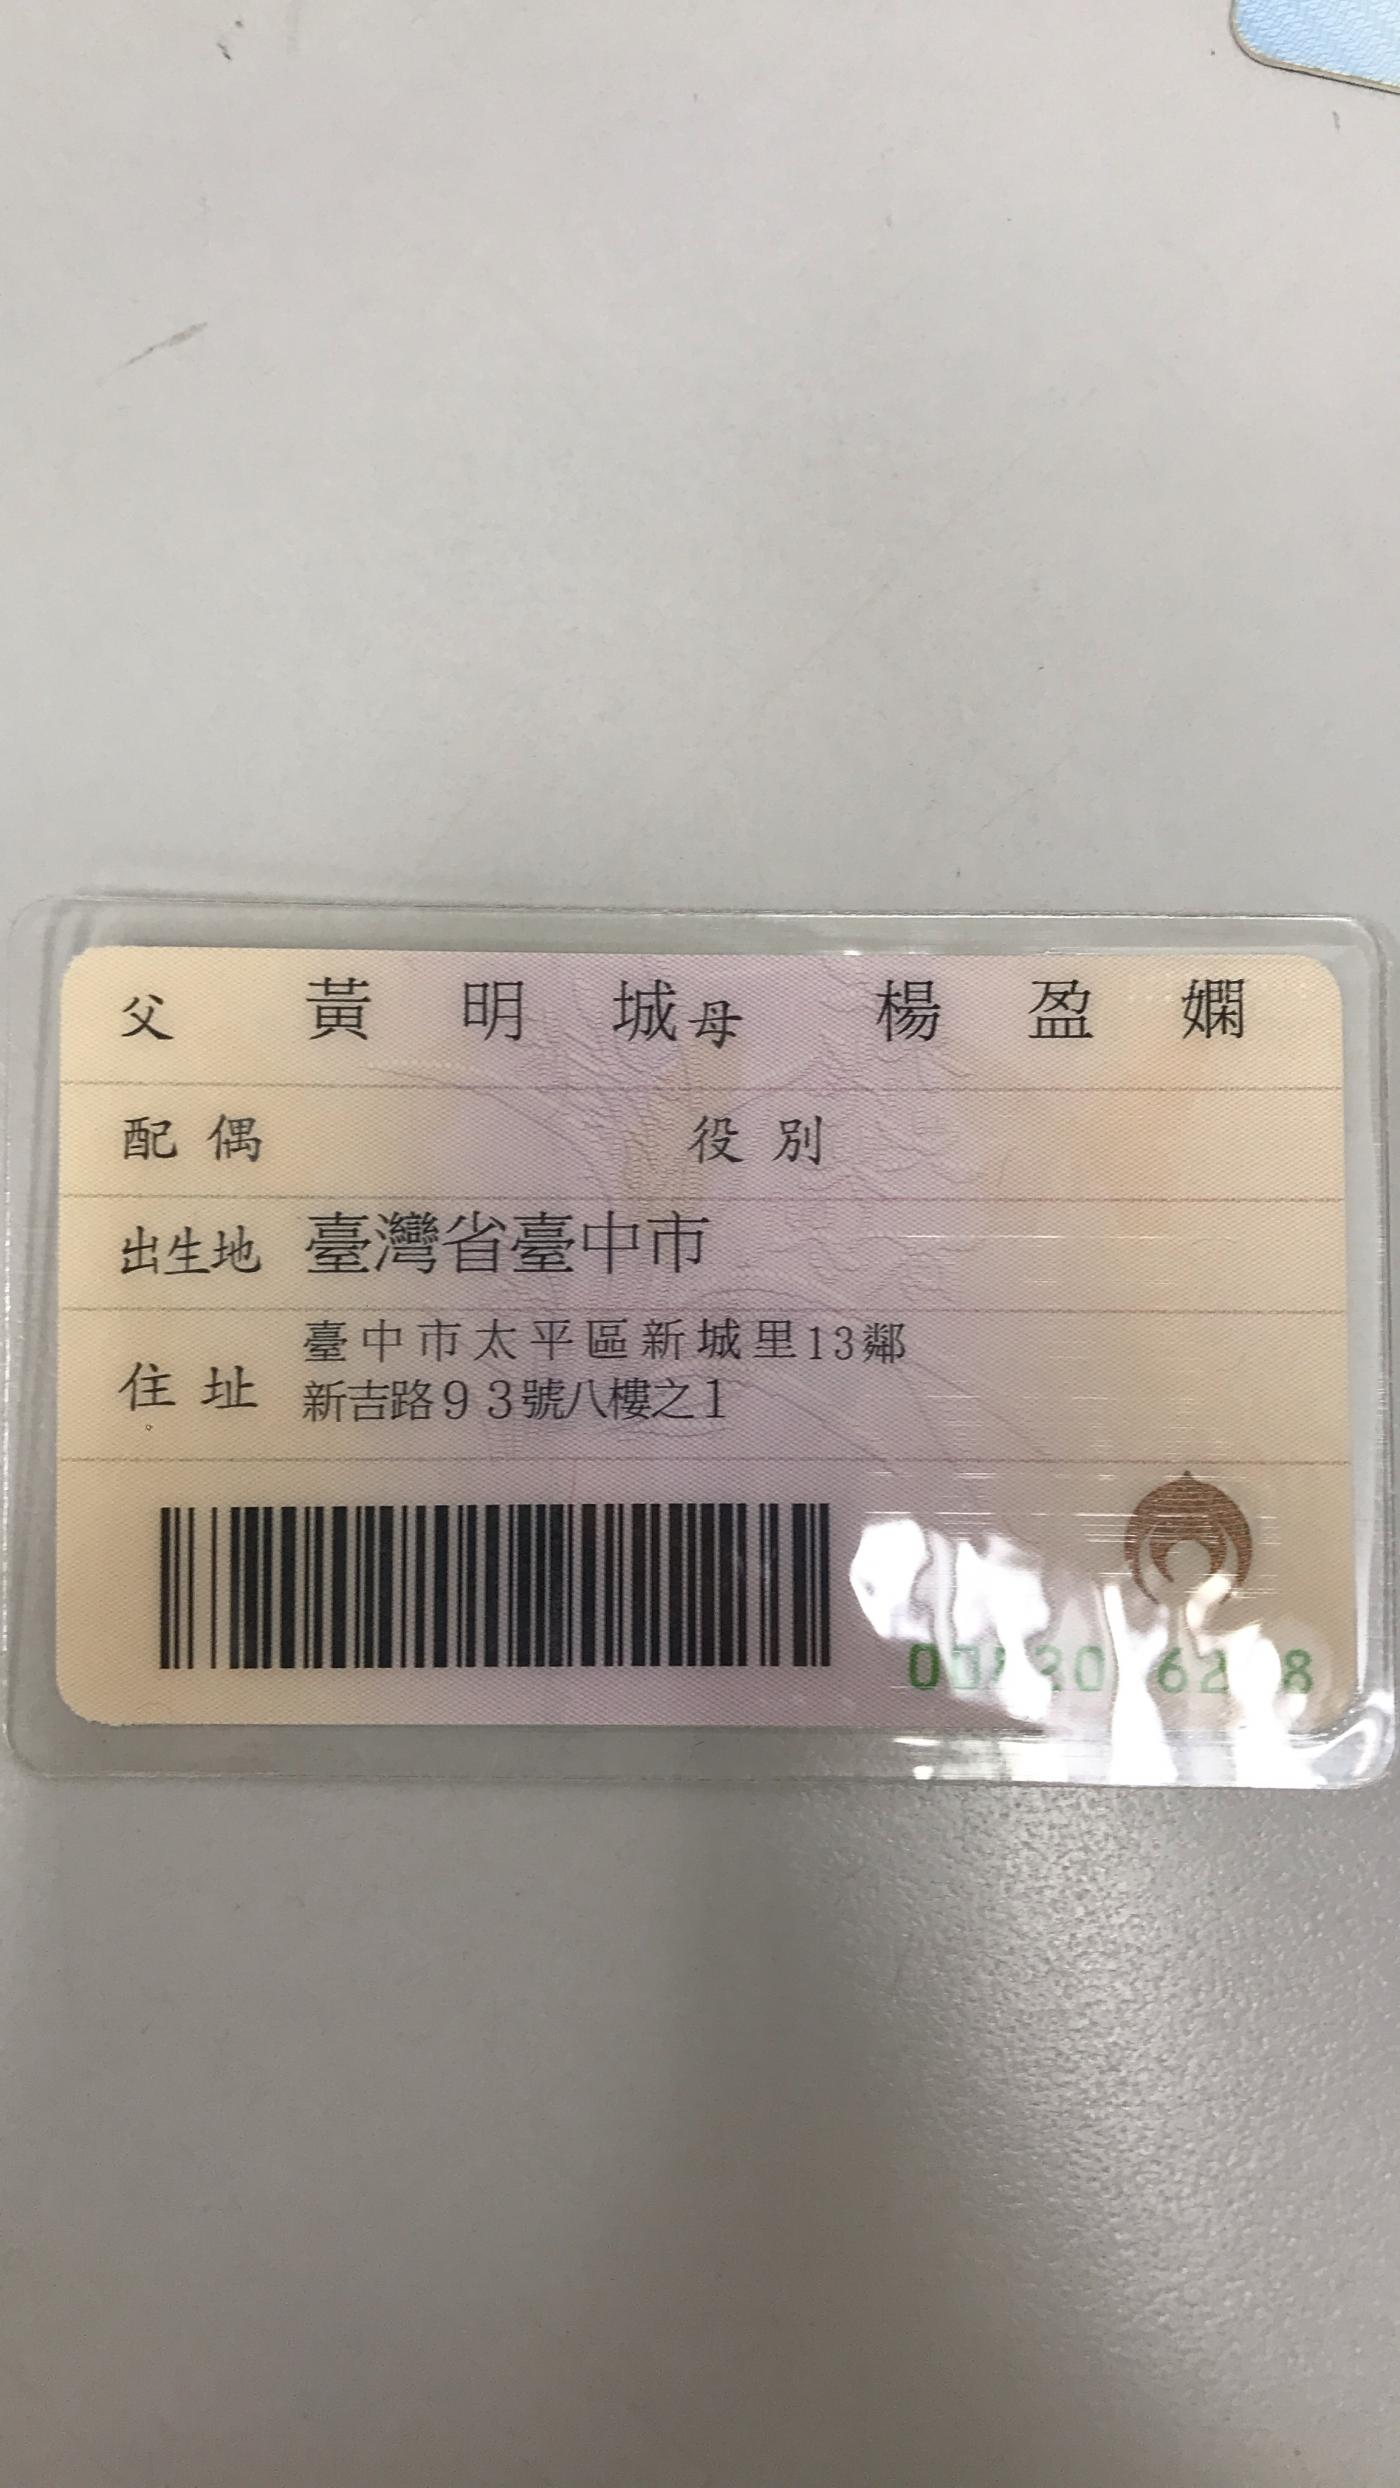 父 黃明城 母 楊盈嫻
配偶 役別
出生地 臺灣省臺中市
住址 臺中市太平區新城里13鄰
新吉路93號八樓之1